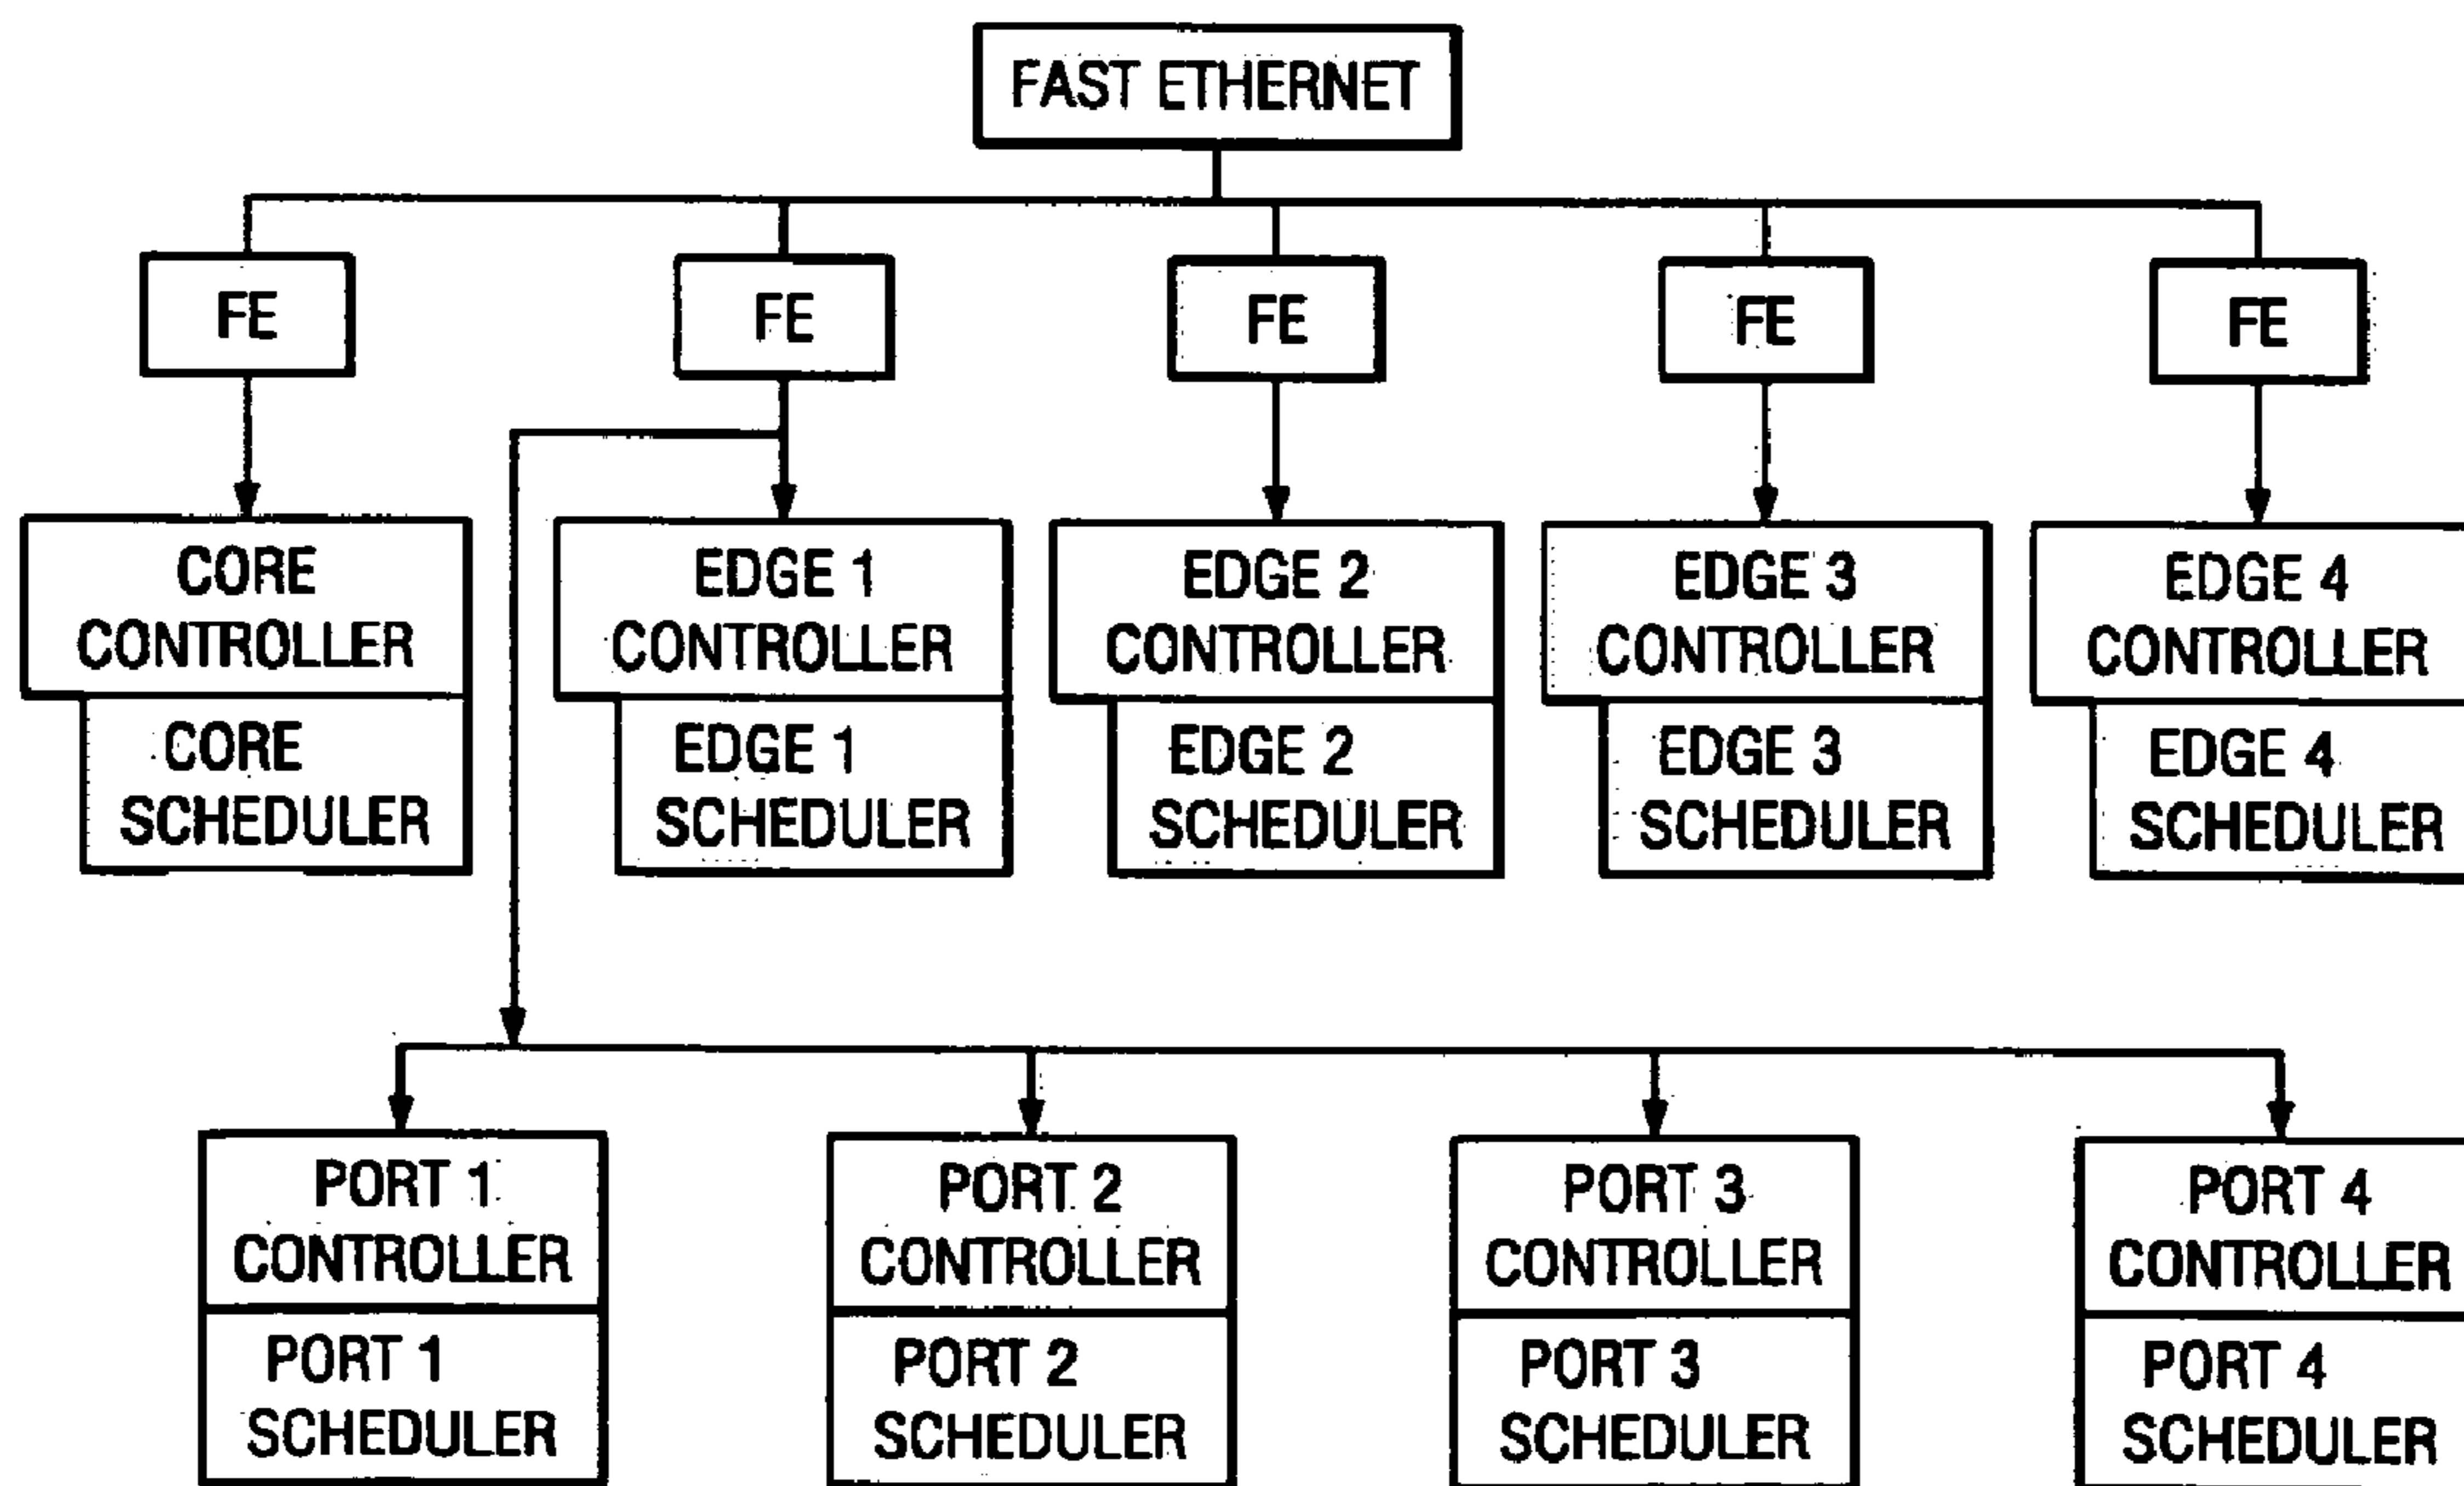 FAST ETHERNET
FE
FE
FE
FE
FE
CORE
CONTROLLER
CORE
SCHEDULER
EDGE 1
CONTROLLER
EDGE 1
SCHEDULER
EDGE 2
CONTROLLER
EDGE 2
SCHEDULER
EDGE 3
CONTROLLER
EDGE 3
SCHEDULER
EDGE 4
CONTROLLER
EDGE 4
SCHEDULER
PORT 1
CONTROLLER
PORT 1
SCHEDULER
PORT 2
CONTROLLER
PORT 2
SCHEDULER
PORT 3
CONTROLLER
PORT 3
SCHEDULER
PORT 4
CONTROLLER
PORT 4
SCHEDULER